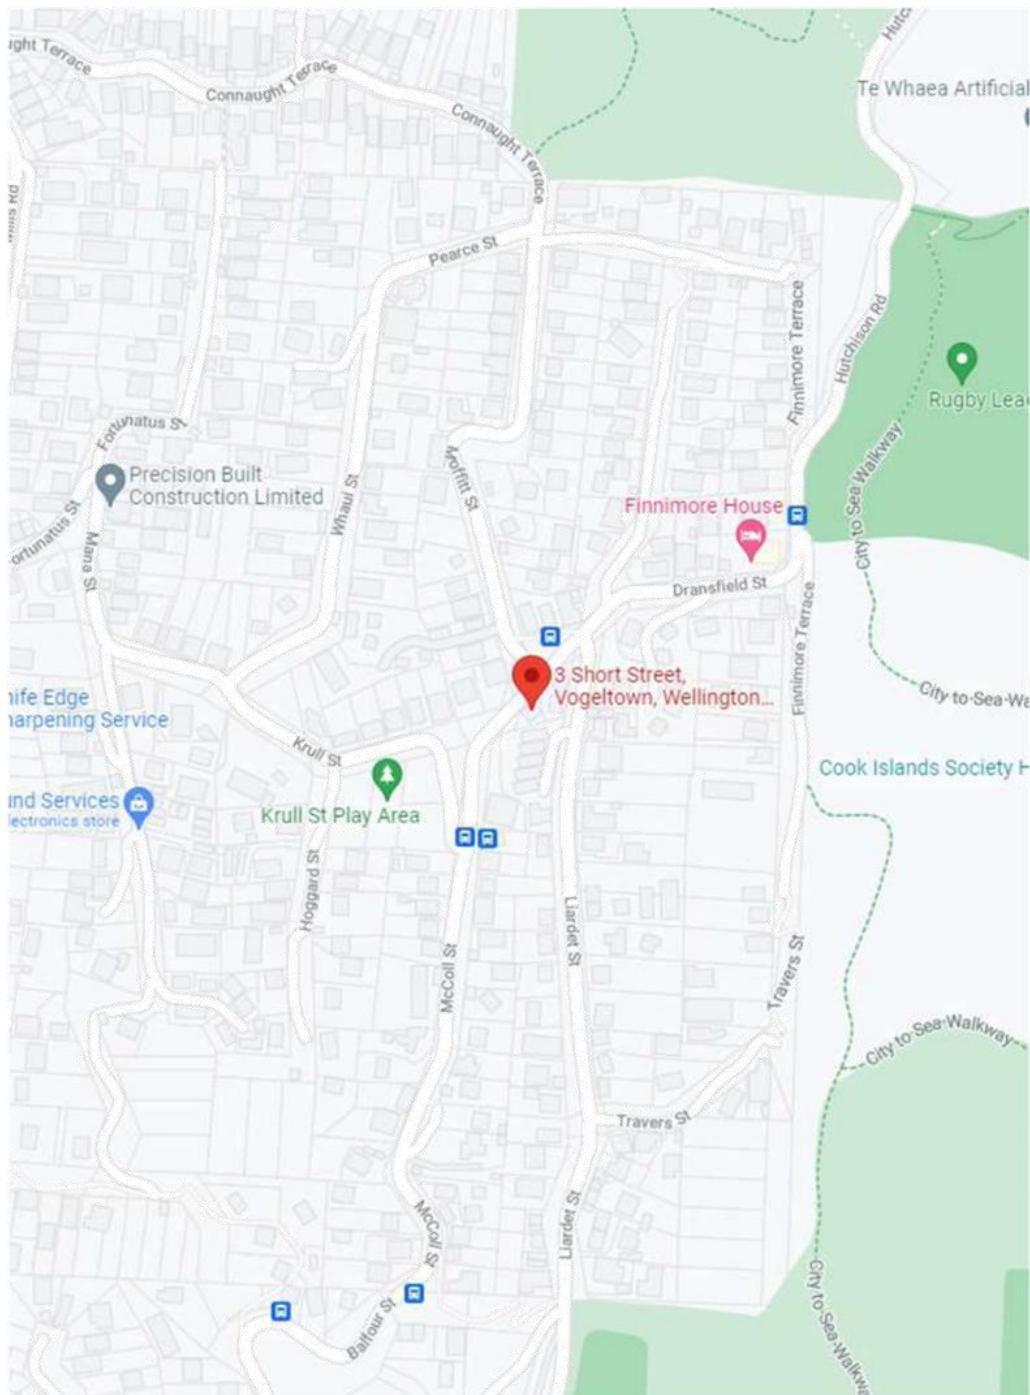 ught Terrace
Connaught Terrace
Connaught Terrace
Hutch
Te Whaea Artificial
Pearce St
Finnimore Terrace
Hutchison Rd
Rugby Lea
Fortunatus St
Moffitt St
Precision Built
Construction Limited
Whaui St
Finnimore House
City to Sea Walkway
ortunatus St
Mana St
Dransfield St
Finnimore Terrace
3 Short Street,
Vogeltown, Wellington...
City to Sea-Wa
nife Edge
harpening Service
Krull St
Cook Islands Society H
und Services
lectronics store
Krull St Play Area
Hoggard St
Liardet St
McColl St
Travers St
City to Sea-Walkway
Travers St
McColl St
Liardet St
Balfour St
City to-Sea-Walkway